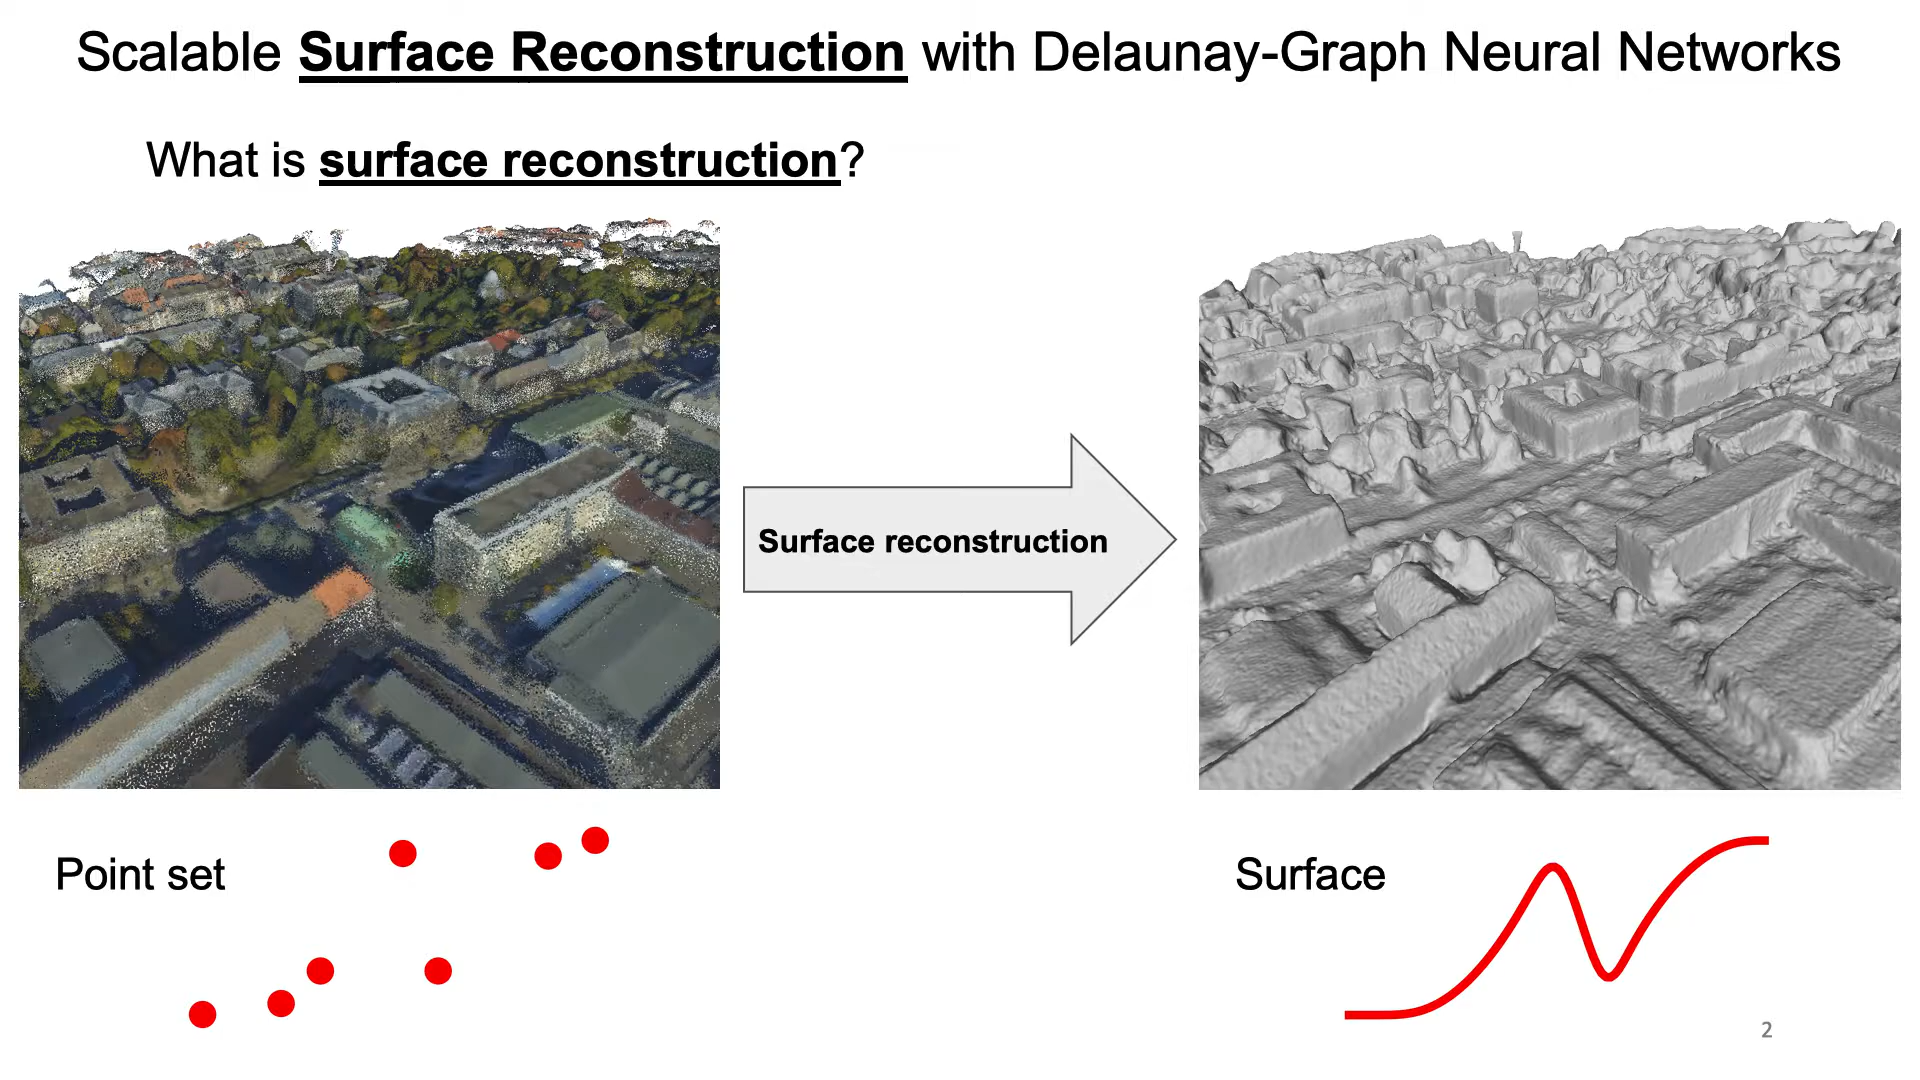 Scalable Surface Reconstruction with Delaunay-Graph Neural Networks
What is surface reconstruction?
Surface reconstruction
Point set
Surface
2